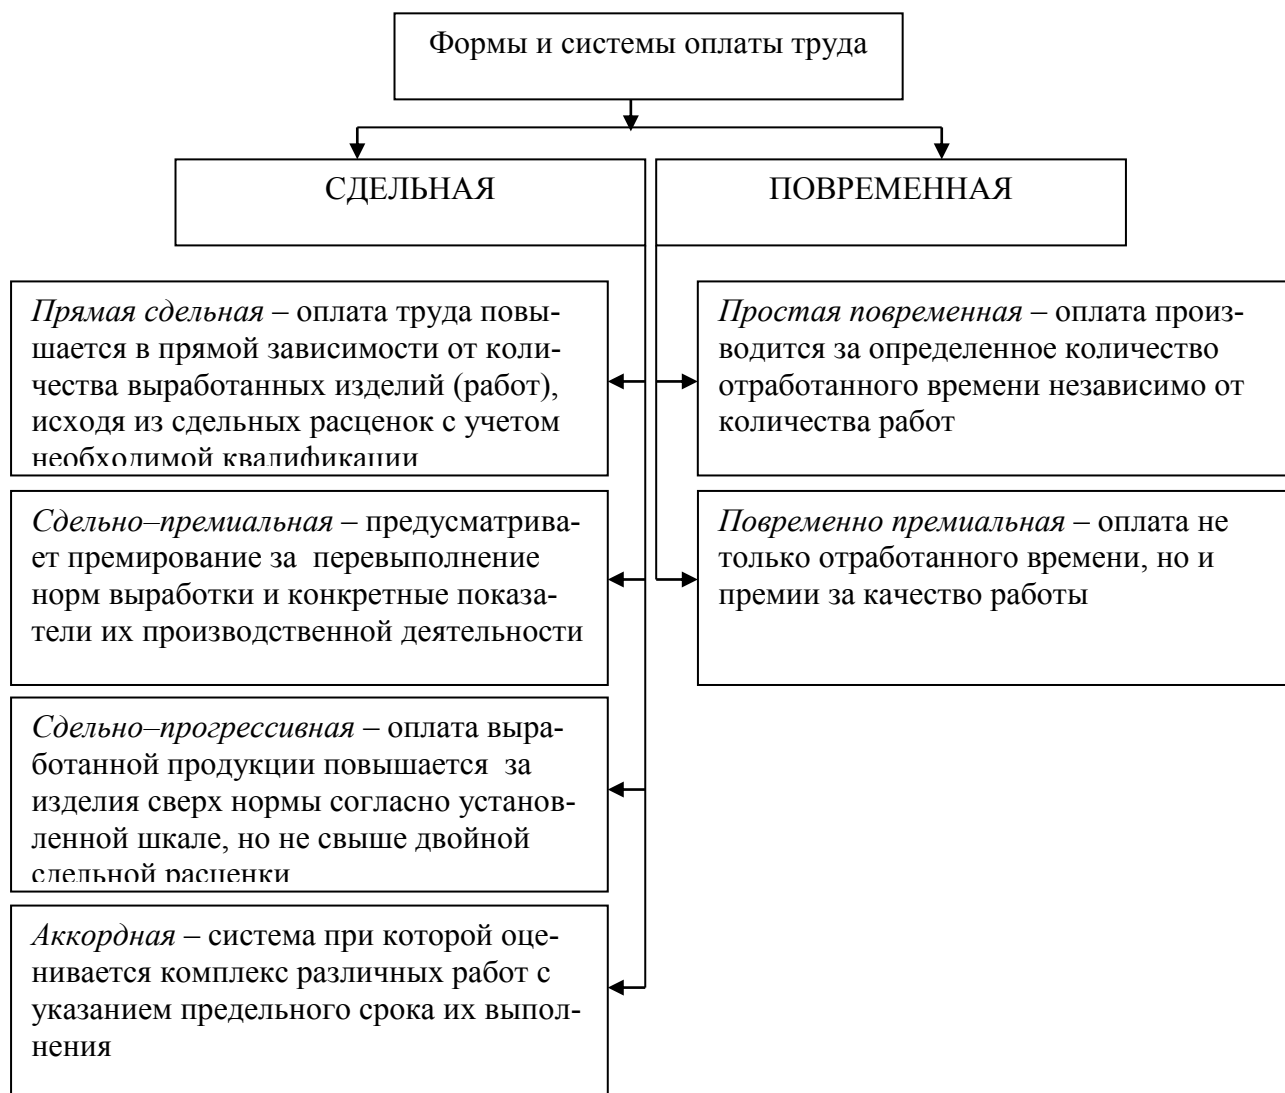 Формы и системы оплаты труда
СДЕЛЬНАЯ
ПОВРЕМЕННАЯ
Прямая сдельная – оплата труда повы-
шается в прямой зависимости от коли-
чества выработанных изделий (работ),
исходя из сдельных расценок с учетом
необходимой квалификации
Простая повременная – оплата произ-
водится за определенное количество
отработанного времени независимо от
количества работ
Сдельно–премиальная – предусматрива-
ет премирование за  перевыполнение
норм выработки и конкретные показа-
тели их производственной деятельности
Повременно премиальная – оплата не
только отработанного времени, но и
премии за качество работы
Сдельно–прогрессивная – оплата выра-
ботанной продукции повышается  за
изделия сверх нормы согласно установ-
ленной шкале, но не свыше двойной
сдельной расценки
Аккордная – система при которой оце-
нивается комплекс различных работ с
указанием предельного срока их выпол-
нения